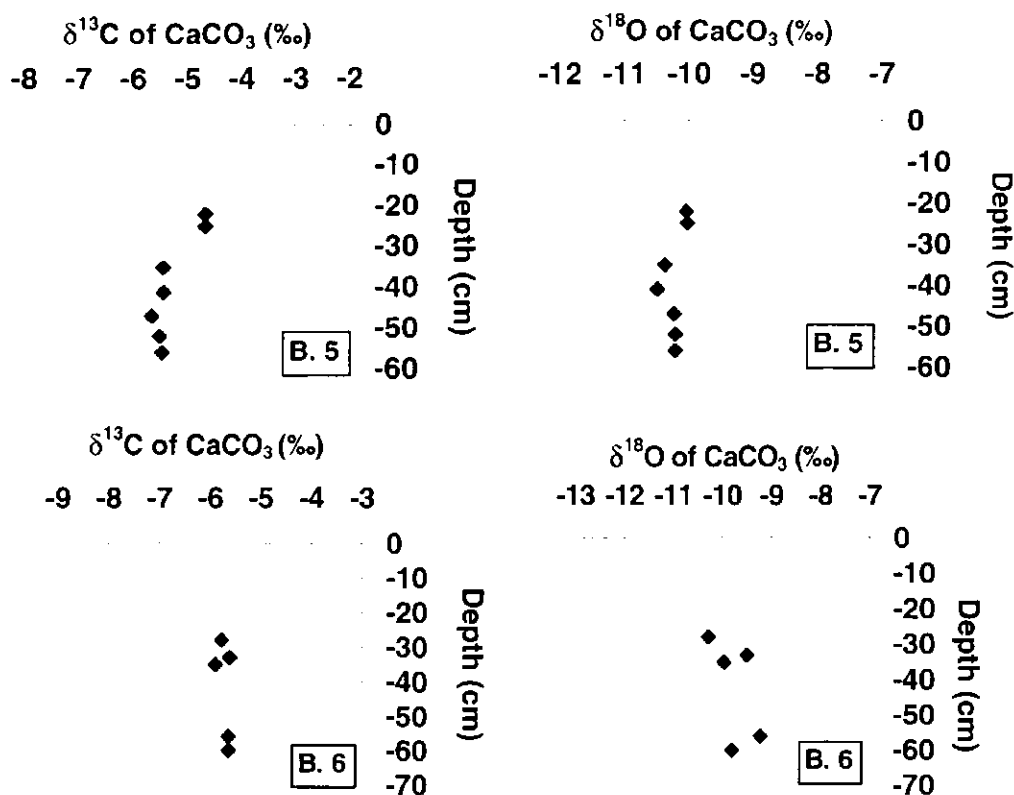 δ¹³C of CaCO₃ (‰)
-8 -7 -6 -5 -4 -3 -2
0
-10
-20
-30
-40
-50
-60
Depth (cm)
B. 5
δ¹⁸O of CaCO₃ (‰)
-12 -11 -10 -9 -8 -7
0
-10
-20
-30
-40
-50
-60
Depth (cm)
B. 5
δ¹³C of CaCO₃ (‰)
-9 -8 -7 -6 -5 -4 -3
0
-10
-20
-30
-40
-50
-60
-70
Depth (cm)
B. 6
δ¹⁸O of CaCO₃ (‰)
-13 -12 -11 -10 -9 -8 -7
0
-10
-20
-30
-40
-50
-60
-70
Depth (cm)
B. 6